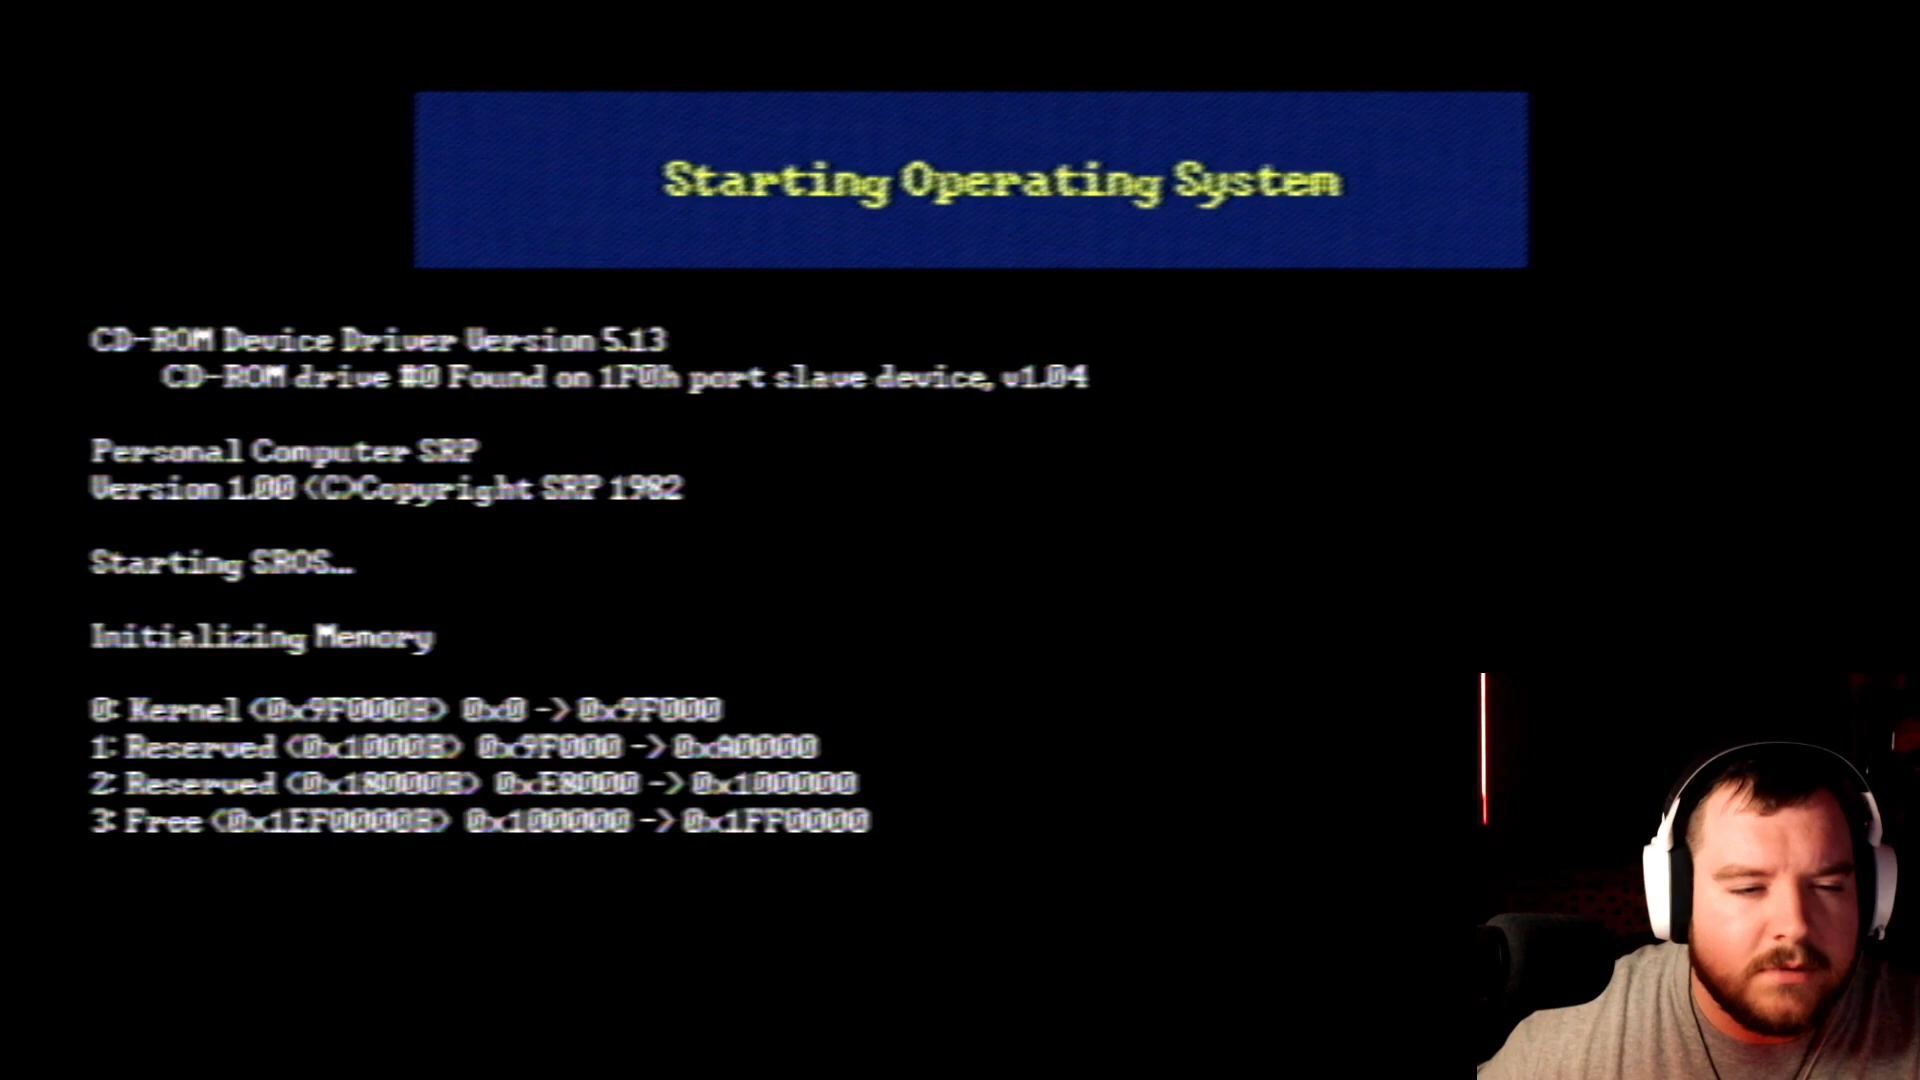 Starting Operating System
CD-ROM Device Driver Version 5.13
CD-ROM drive #0 Found on 1F0h port slave device, v1.04
Personal Computer SRP
Version 1.00 (C)Copyright SRP 1982
Starting SROS...
Initializing Memory
0: Kernel (0x9F000B) 0x0 -> 0x9F000
1: Reserved (0x1000B) 0x9F000 -> 0xA0000
2: Reserved (0x18000B) 0xE8000 -> 0x100000
3: Free (0x1EF0000B) 0x100000 -> 0x1FF0000